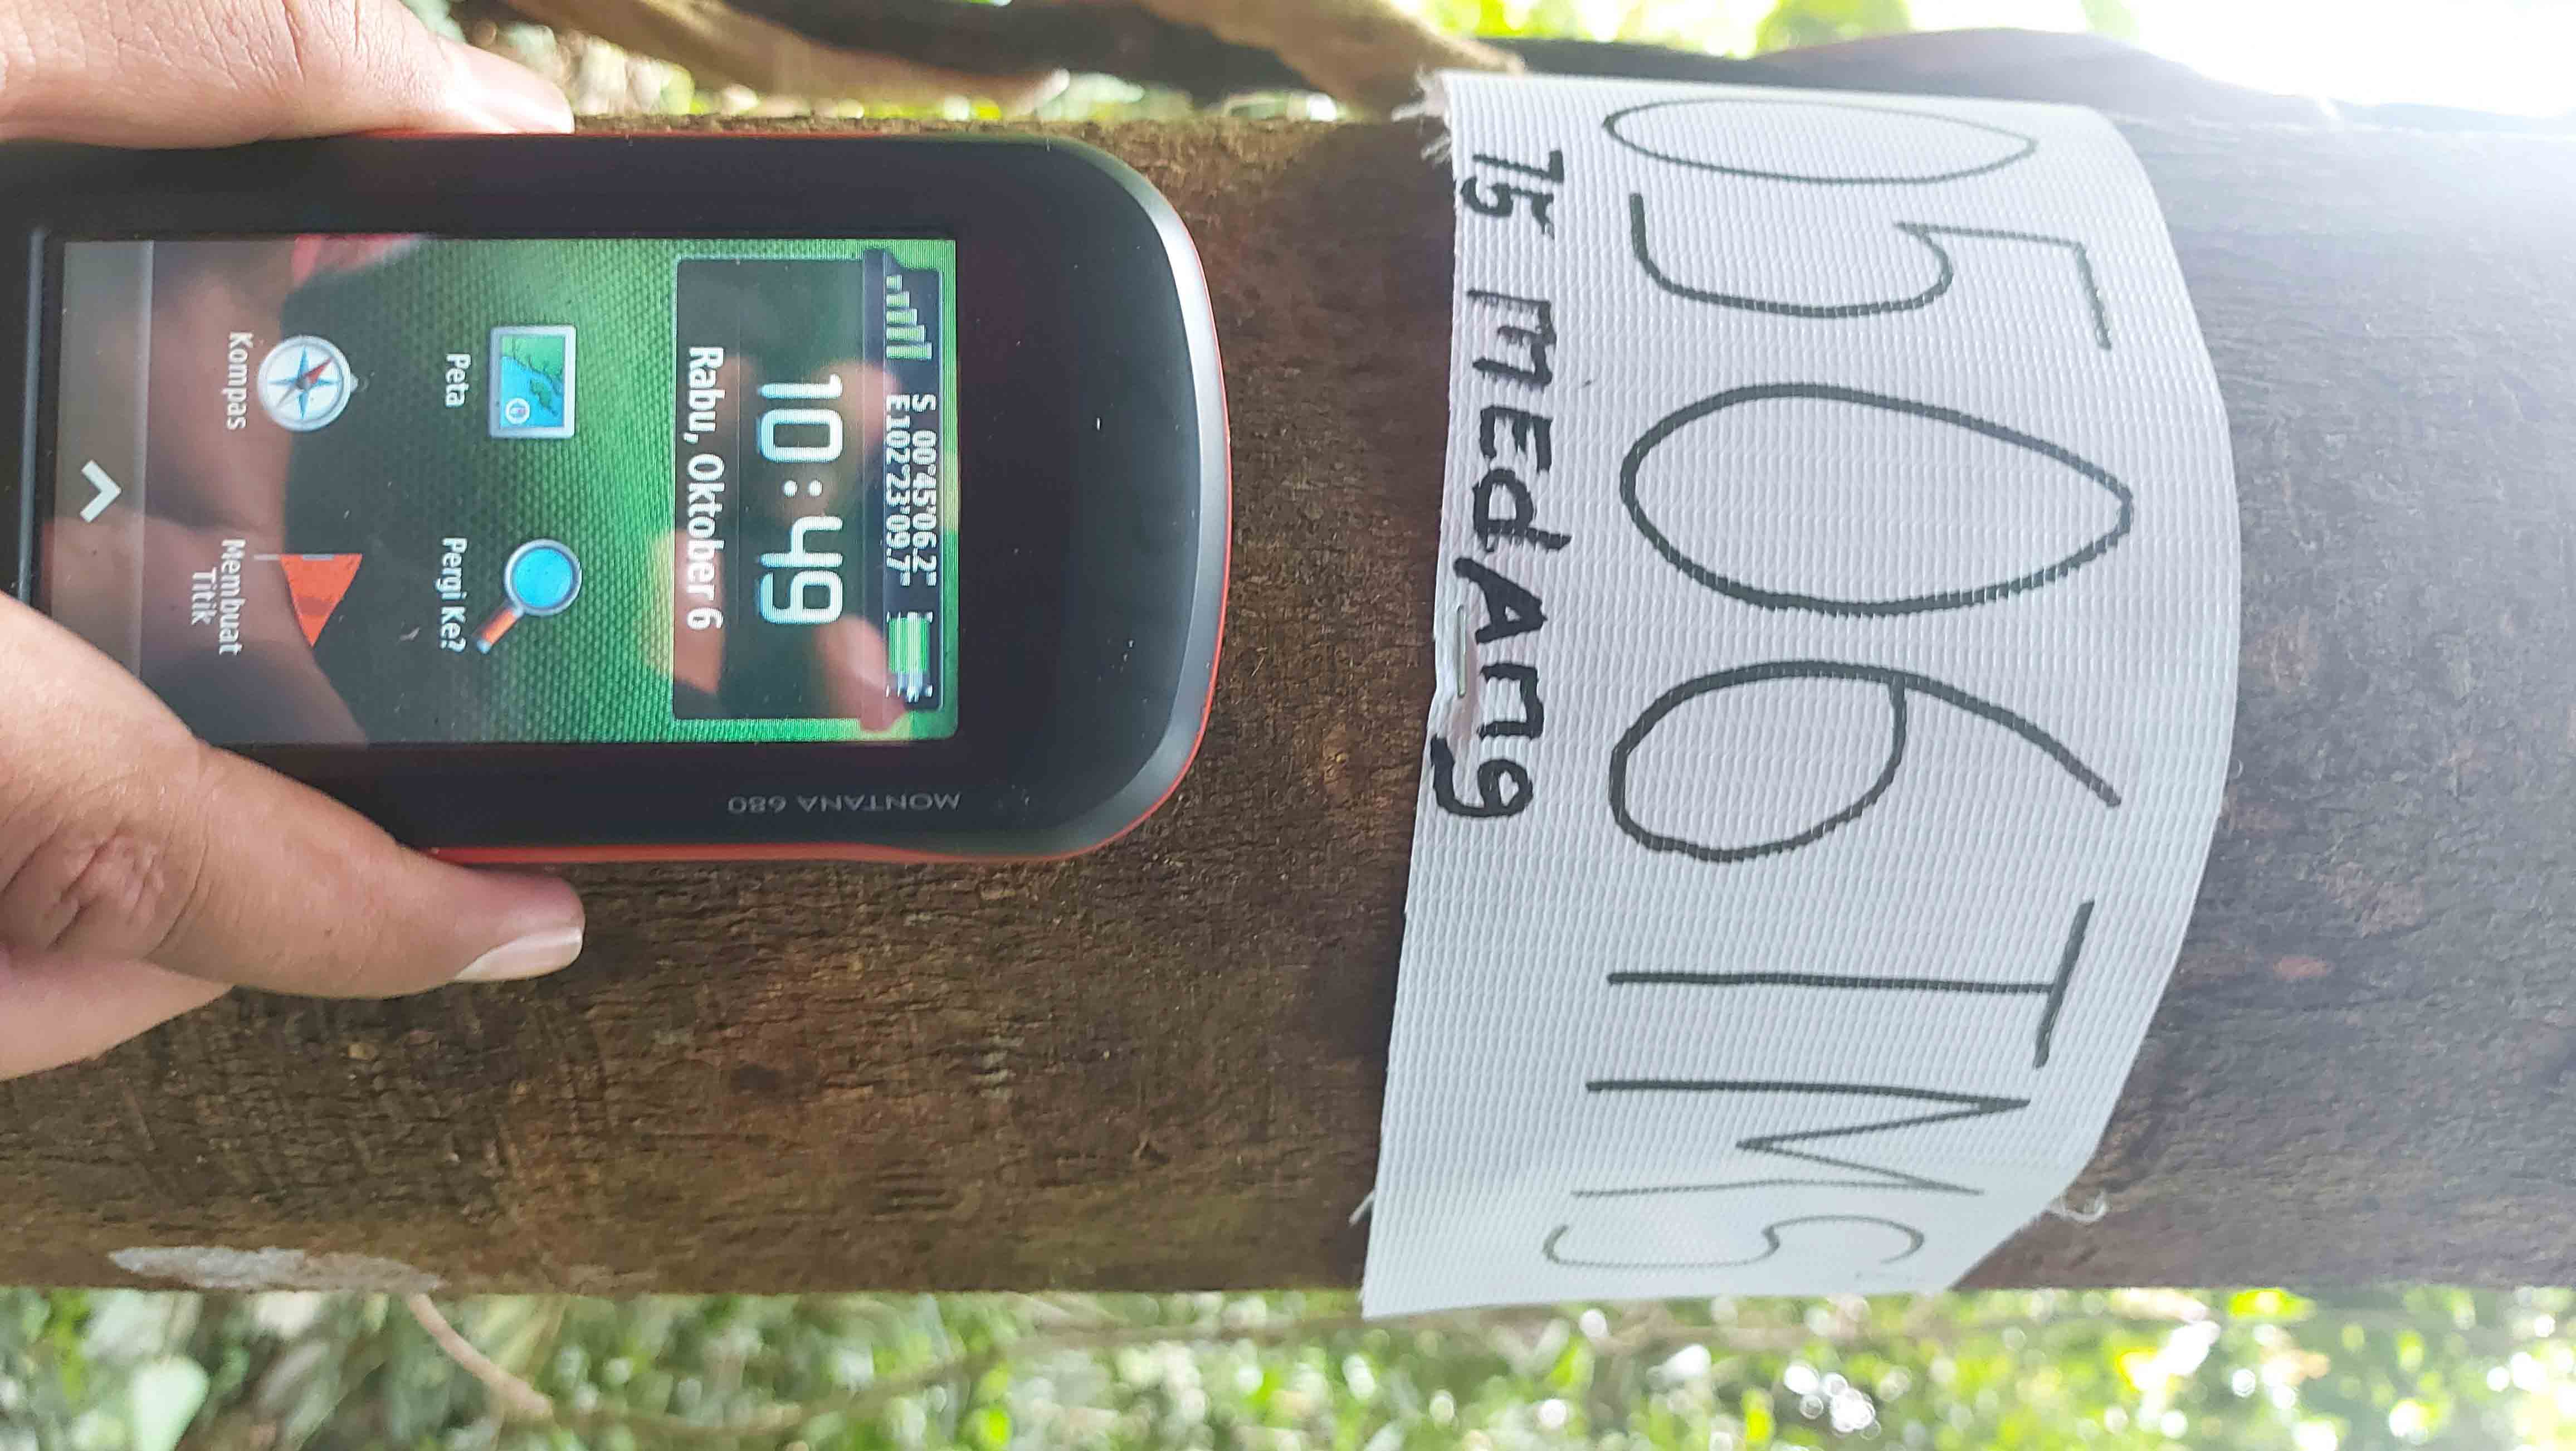 0506TMS
75 MEdAng
S 00°45'06.2"
E102°23'09.7"
10:49
Rabu, Oktober 6
MONTANA 680
Peta
Pergi Ke?
Kompas
Membuat
Titik